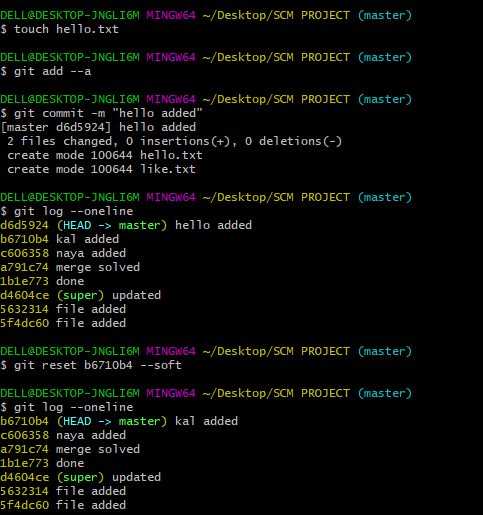 DELL@DESKTOP-JNGLI6M MINGW64 ~/Desktop/SCM PROJECT (master)
$ touch hello.txt
DELL@DESKTOP-JNGLI6M MINGW64 ~/Desktop/SCM PROJECT (master)
$ git add --a
DELL@DESKTOP-JNGLI6M MINGW64 ~/Desktop/SCM PROJECT (master)
$ git commit -m "hello added"
[master d6d5924] hello added
 2 files changed, 0 insertions(+), 0 deletions(-)
 create mode 100644 hello.txt
 create mode 100644 like.txt
DELL@DESKTOP-JNGLI6M MINGW64 ~/Desktop/SCM PROJECT (master)
$ git log --oneline
d6d5924 (HEAD -> master) hello added
b6710b4 kal added
c606358 naya added
a791c74 merge solved
1b1e773 done
d4604ce (super) updated
5632314 file added
5f4dc60 file added
DELL@DESKTOP-JNGLI6M MINGW64 ~/Desktop/SCM PROJECT (master)
$ git reset b6710b4 --soft
DELL@DESKTOP-JNGLI6M MINGW64 ~/Desktop/SCM PROJECT (master)
$ git log --oneline
b6710b4 (HEAD -> master) kal added
c606358 naya added
a791c74 merge solved
1b1e773 done
d4604ce (super) updated
5632314 file added
5f4dc60 file added